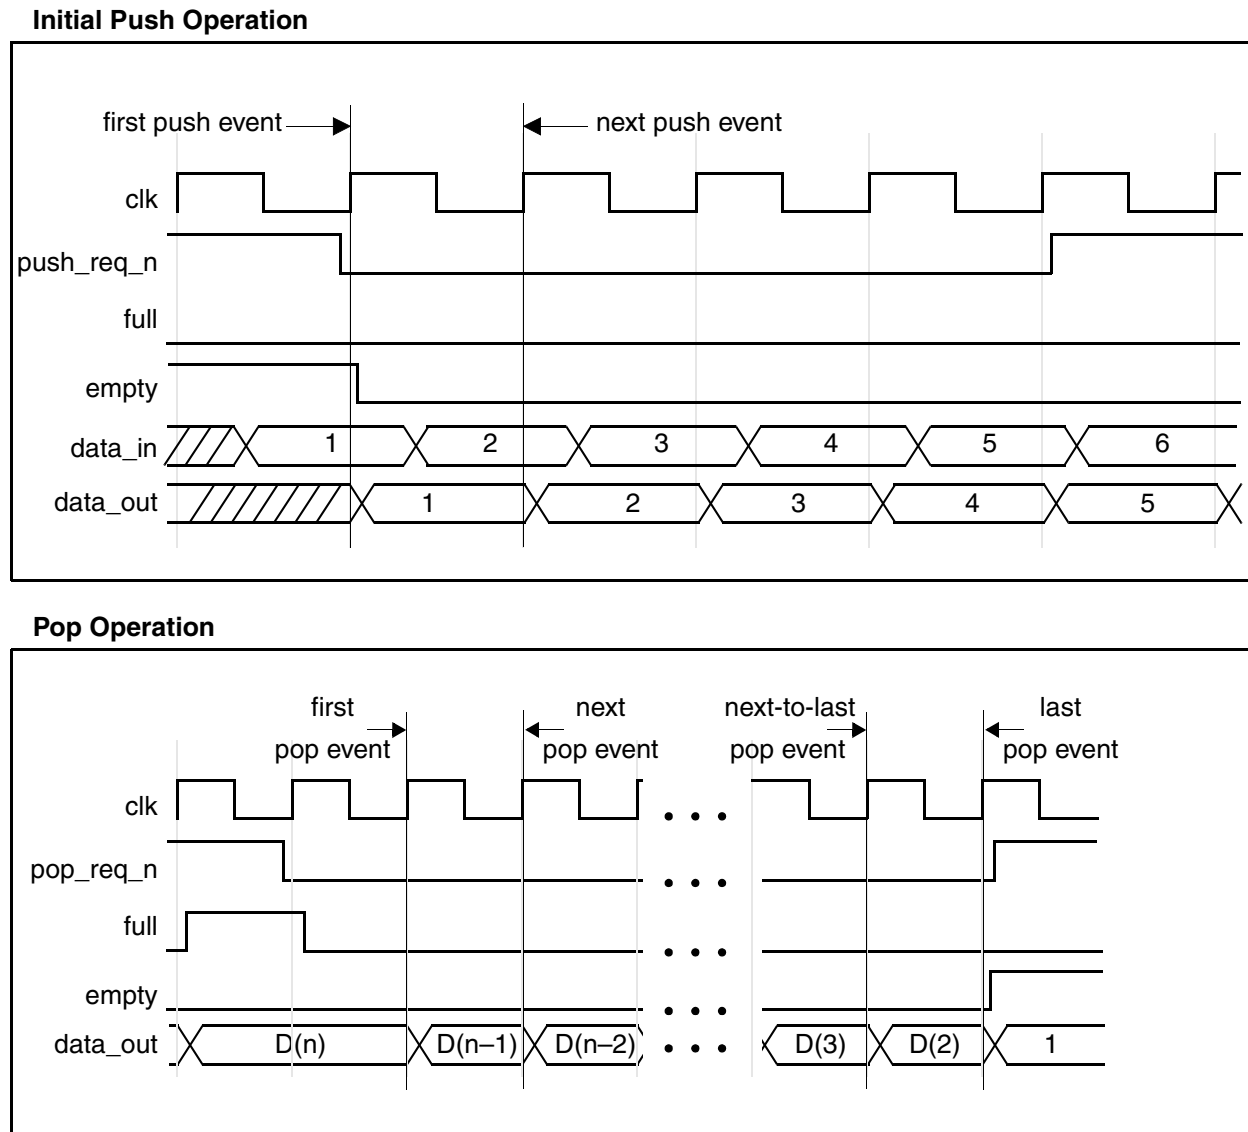 Initial Push Operation
first push event
next push event
clk
push_req_n
full
empty
data_in 1 2 3 4 5 6
data_out 1 2 3 4 5
Pop Operation
first next next-to-last last
pop event pop event pop event pop event
clk
pop_req_n
full
empty
data_out D(n) D(n–1) D(n–2) D(3) D(2) 1